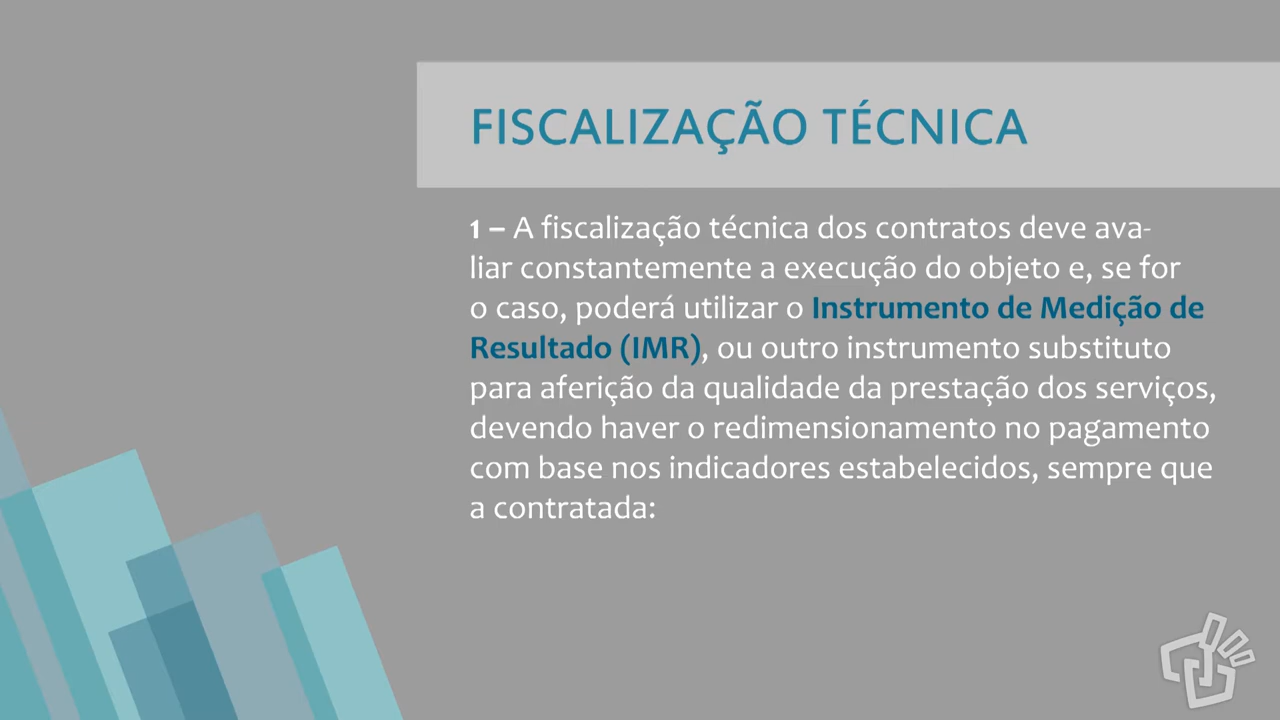 FISCALIZAÇÃO TÉCNICA
1 – A fiscalização técnica dos contratos deve ava-
liar constantemente a execução do objeto e, se for
o caso, poderá utilizar o Instrumento de Medição de
Resultado (IMR), ou outro instrumento substituto
para aferição da qualidade da prestação dos serviços,
devendo haver o redimensionamento no pagamento
com base nos indicadores estabelecidos, sempre que
a contratada: